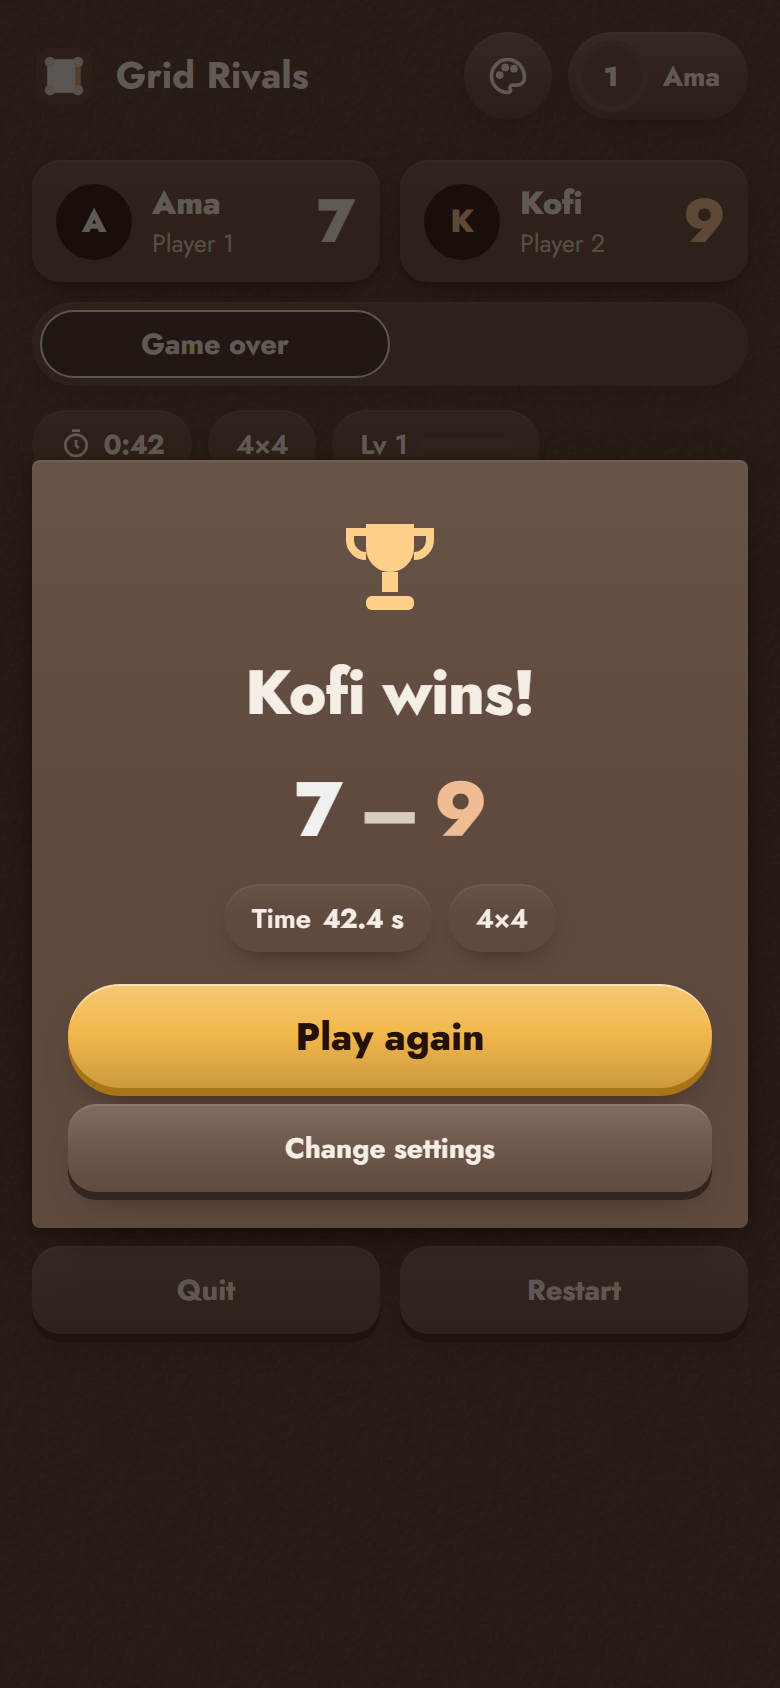 Grid Rivals
1 Ama
A Ama 7
Player 1
K Kofi 9
Player 2
Game over
0:42 4×4 Lv 1
Kofi wins!
7 – 9
Time 42.4 s 4×4
Play again
Change settings
Quit Restart